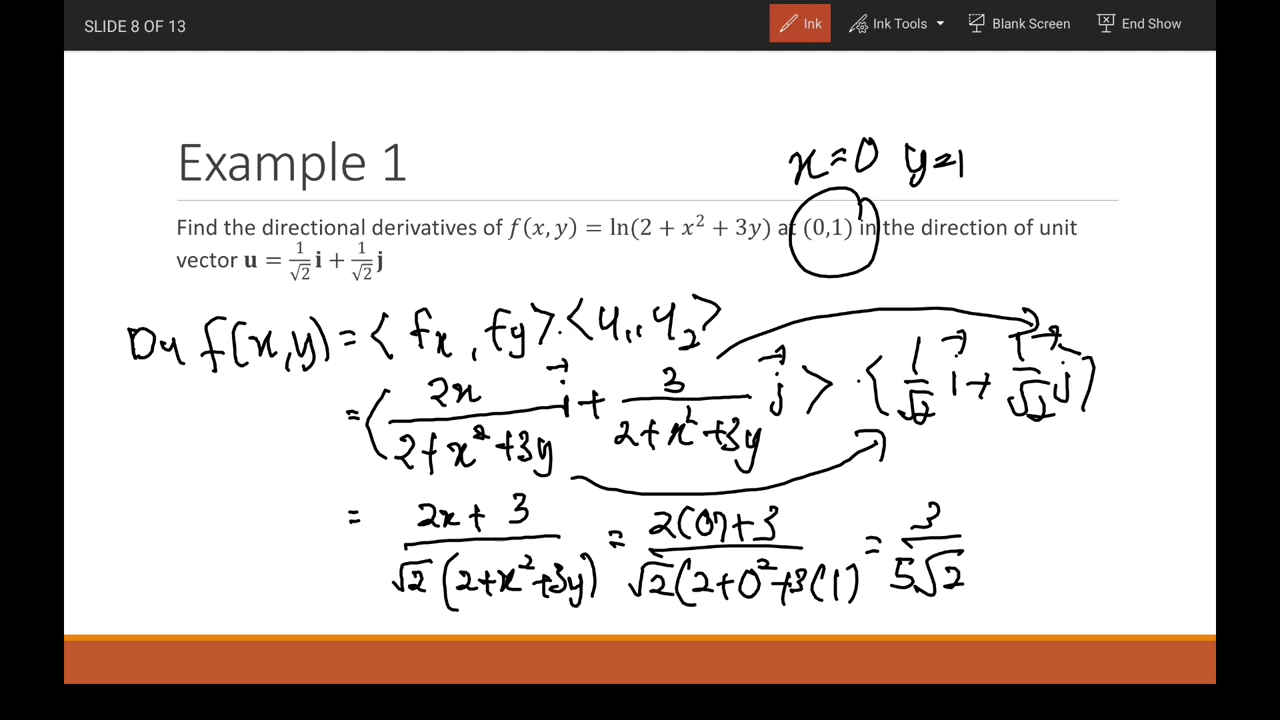 SLIDE 8 OF 13 Ink Ink Tools Blank Screen End Show
x=0 y=1
Example 1
Find the directional derivatives of f(x, y) = ln(2 + x² + 3y) at (0,1) in the direction of unit
vector u = 1/√2 i + 1/√2 j
Du f(x,y) = ⟨ fx , fy ⟩ · ⟨ u₁, u₂ ⟩
= ⟨ 2x/(2+x²+3y) i⃗ + 3/(2+x²+3y) j⃗ ⟩ · ⟨ 1/√2 i⃗ + 1/√2 j⃗ ⟩
= (2x + 3)/(√2 (2+x²+3y)) = (2(0)+3)/(√2 (2+0²+3(1)) = 3/(5√2)